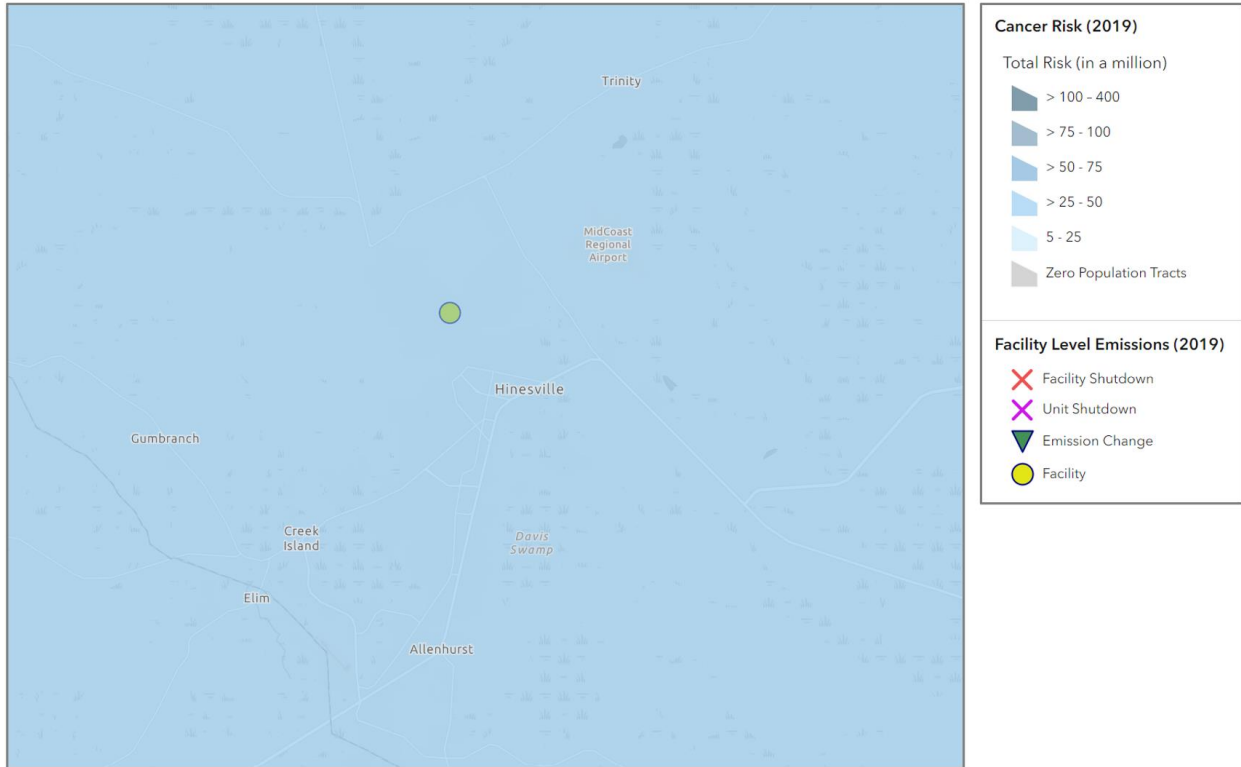 Trinity
MidCoast
Regional
Airport
Hinesville
Gumbranch
Creek
Island
Davis
Swamp
Elim
Allenhurst
Cancer Risk (2019)
Total Risk (in a million)
> 100 - 400
> 75 - 100
> 50 - 75
> 25 - 50
5 - 25
Zero Population Tracts
Facility Level Emissions (2019)
Facility Shutdown
Unit Shutdown
Emission Change
Facility